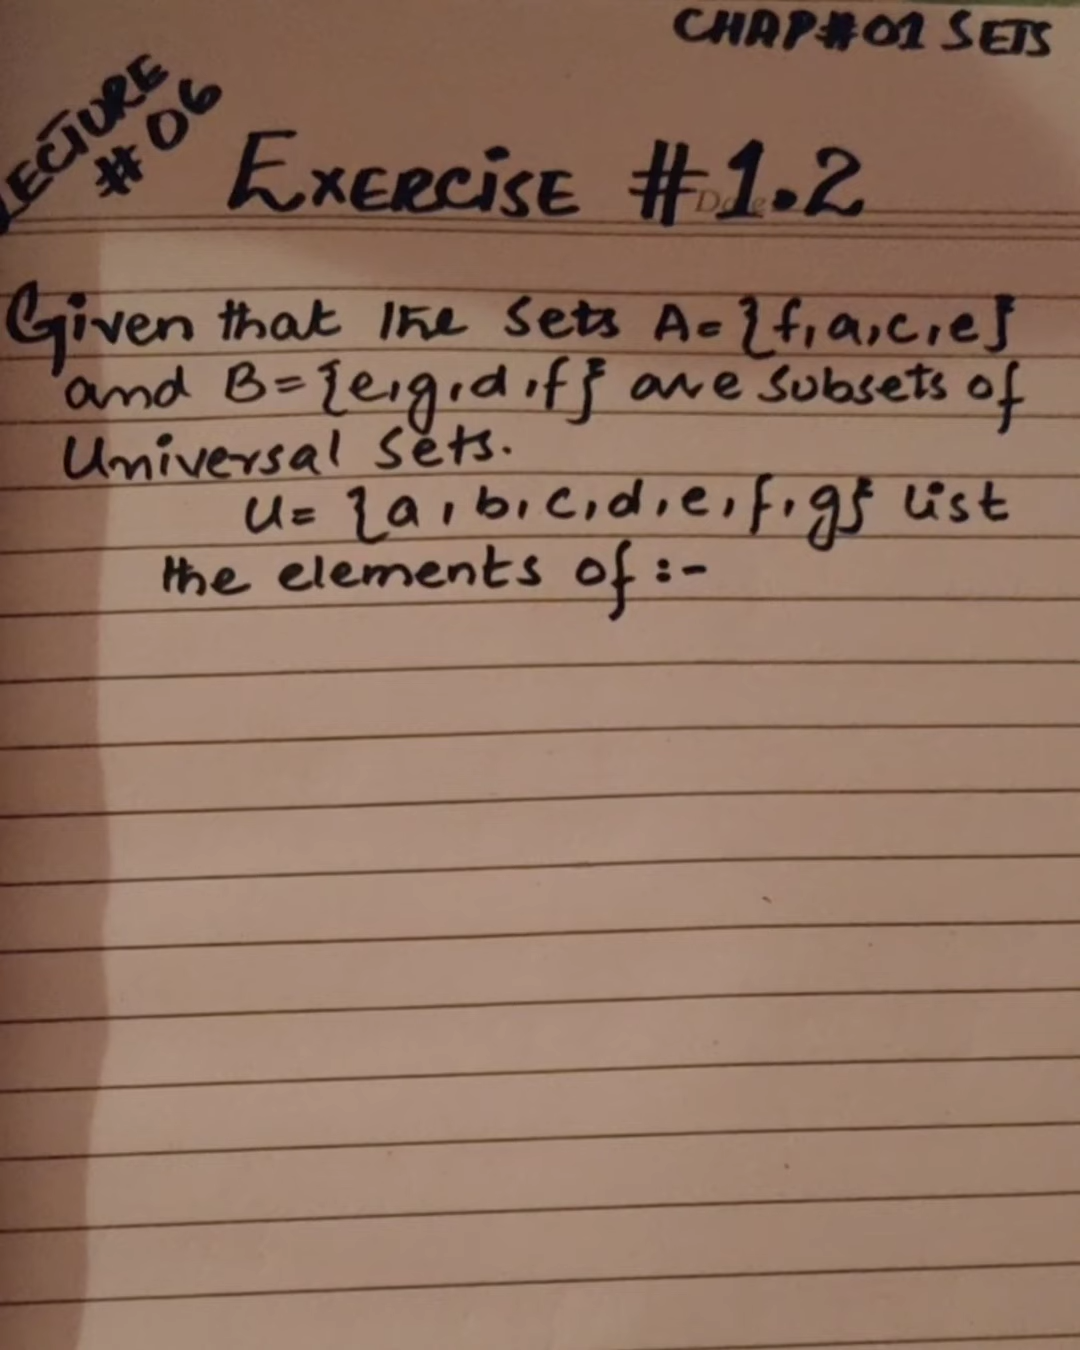 CHAP#01 SETS
LECTURE
#06
EXERCiSE #1.2
Given that the Sets A={f,a,c,e}
and B={e,g,d,f} are Subsets of
Universal Sets.
U= {a,b,c,d,e,f,g} list
the elements of :-